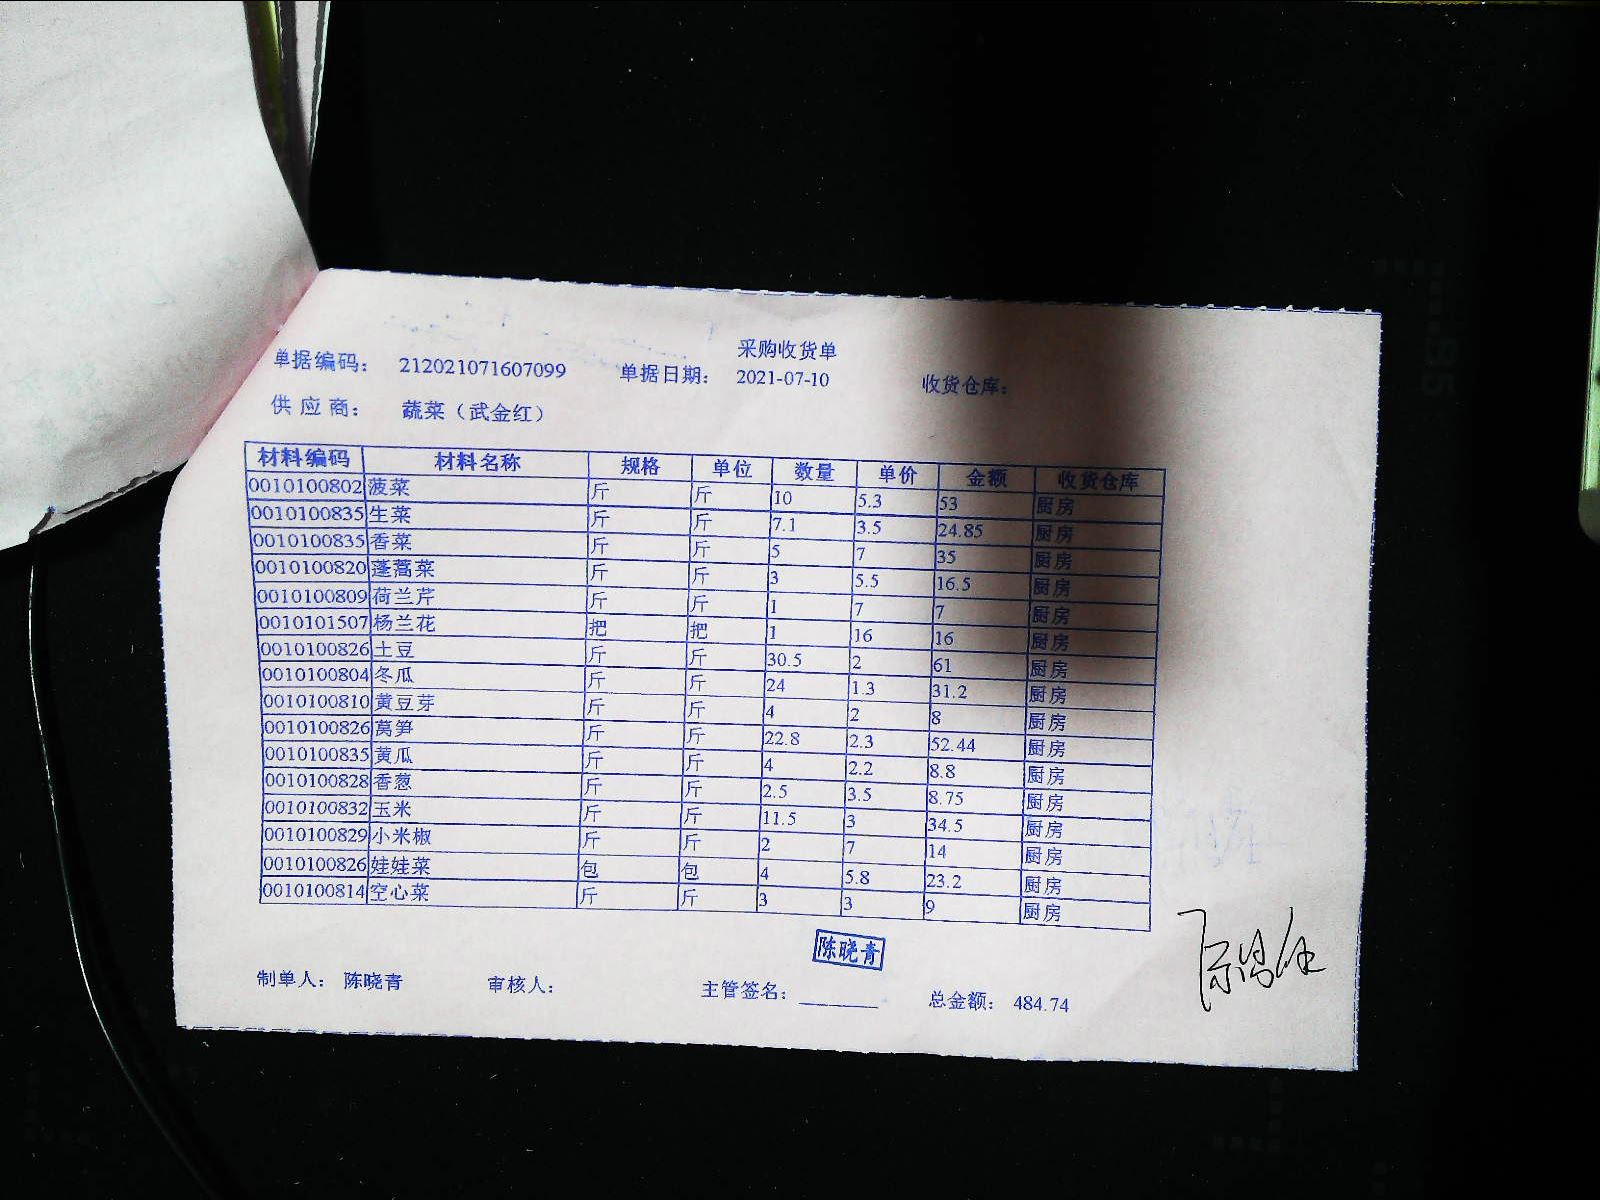 采购收货单
单据编码： 212021071607099 单据日期： 2021-07-10 收货仓库：
供应商： 蔬菜（武金红）
材料编码 材料名称 规格 单位 数量 单价 金额 收货仓库
0010100802 菠菜 斤 斤 10 5.3 53 厨房
0010100835 生菜 斤 斤 7.1 3.5 24.85 厨房
0010100835 香菜 斤 斤 5 7 35 厨房
0010100820 蓬蒿菜 斤 斤 3 5.5 16.5 厨房
0010100809 荷兰芹 斤 斤 1 7 7 厨房
0010101507 杨兰花 把 把 1 16 16 厨房
0010100826 土豆 斤 斤 30.5 2 61 厨房
0010100804 冬瓜 斤 斤 24 1.3 31.2 厨房
0010100810 黄豆芽 斤 斤 4 2 8 厨房
0010100826 莴笋 斤 斤 22.8 2.3 52.44 厨房
0010100835 黄瓜 斤 斤 4 2.2 8.8 厨房
0010100828 香葱 斤 斤 2.5 3.5 8.75 厨房
0010100832 玉米 斤 斤 11.5 3 34.5 厨房
0010100829 小米椒 斤 斤 2 7 14 厨房
0010100826 娃娃菜 包 包 4 5.8 23.2 厨房
0010100814 空心菜 斤 斤 3 3 9 厨房
陈晓青
制单人： 陈晓青 审核人： 主管签名： 总金额： 484.74